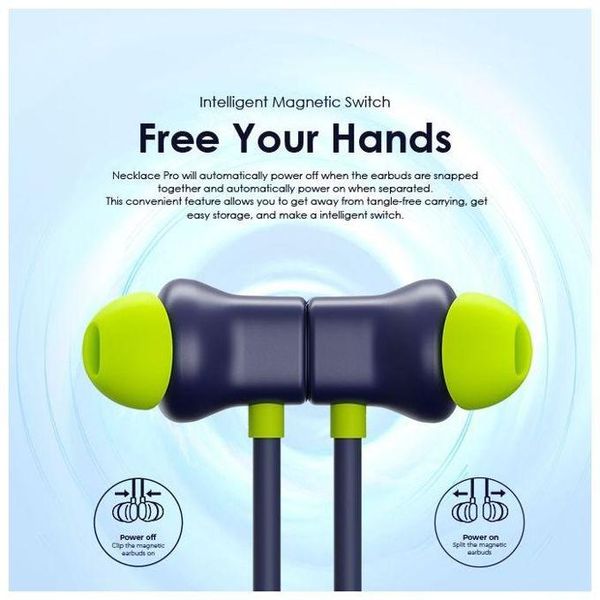 Intelligent Magnetic Switch
Free Your Hands
Necklace Pro will automatically power off when the earbuds are snapped
together and automatically power on when separated.
This convenient feature allows you to get away from tangle-free carrying, get
easy storage, and make a intelligent switch.
Power off
Clip the magnetic
earbuds on
Power on
Split the magnetic
earbuds